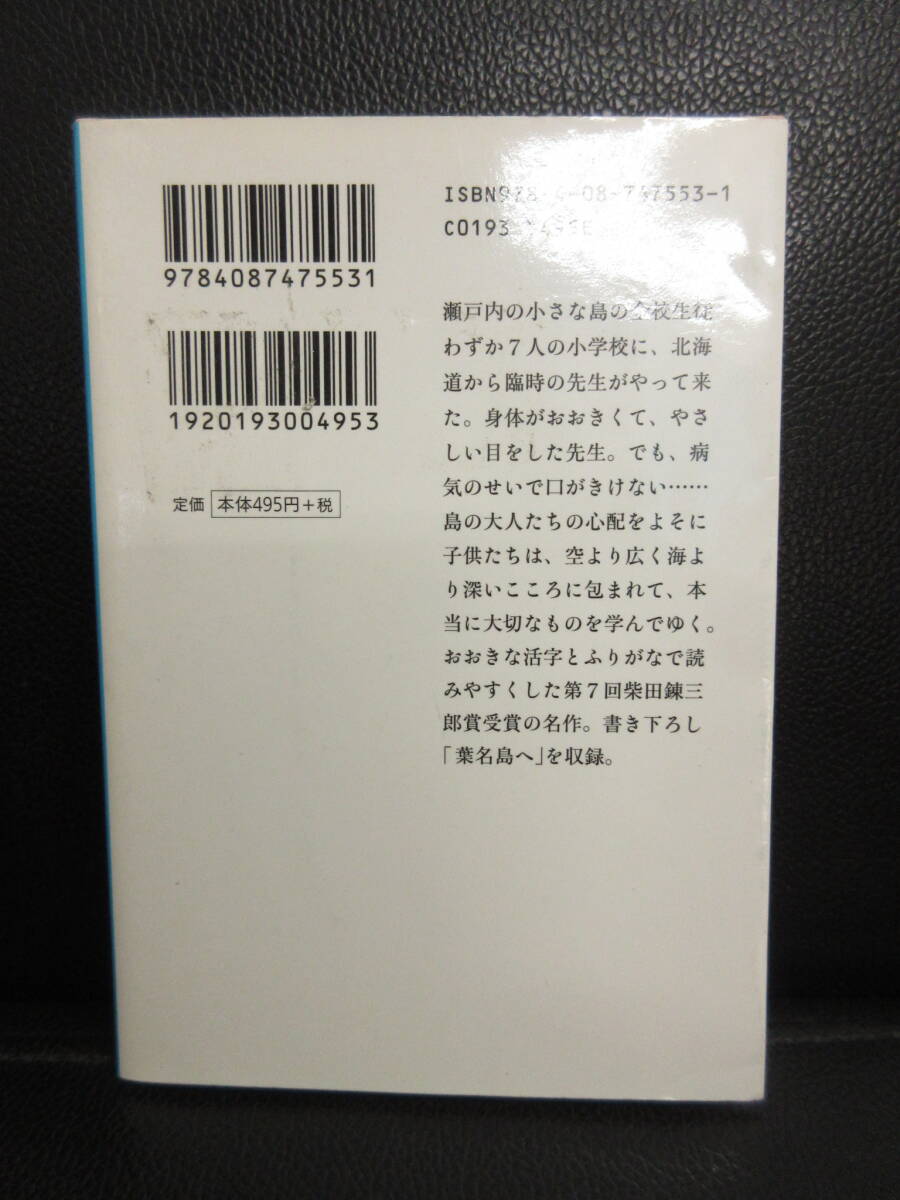 9784087475531
1920193004953
定価 本体495円+税
ISBN978-4-08-747553-1
C0193
瀬戸内の小さな島の全校生徒
わずか7人の小学校に、北海
道から臨時の先生がやって来
た。身体がおおきくて、やさ
しい目をした先生。でも、病
気のせいで口がきけない……
島の大人たちの心配をよそに
子供たちは、空より広く海よ
り深いこころに包まれて、本
当に大切なものを学んでゆく。
おおきな活字とふりがなで読
みやすくした第7回柴田錬三
郎賞受賞の名作。書き下ろし
「葉名島へ」を収録。